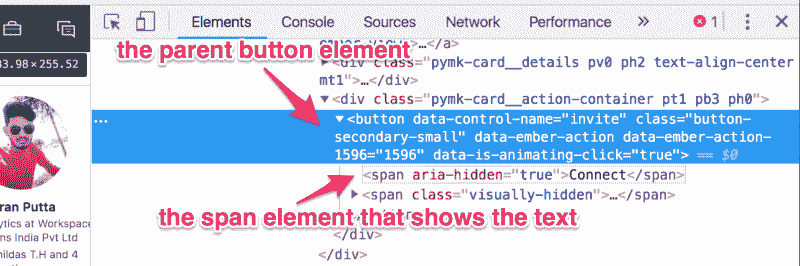 Elements Console Sources Network Performance » 1
83.98 × 255.52
the parent button element
</a>
<div class="pymk-card__details pv0 ph2 text-align-center
mt1">…</div>
▼<div class="pymk-card__action-container pt1 pb3 ph0">
… ▼<button data-control-name="invite" class="button-
secondary-small" data-ember-action data-ember-action-
1596="1596" data-is-animating-click="true"> == $0
<span aria-hidden="true">Connect</span>
▶<span class="visually-hidden">…</span>
the span element that shows the text
</div>
</div>
ran Putta
lytics at Workspace
ns India Pvt Ltd
hildas T.H and 4